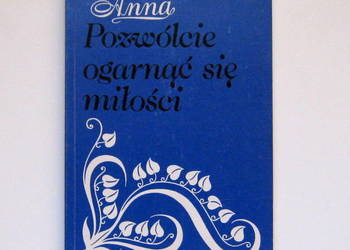 Anna
Pozwólcie
ogarnąć się
miłości